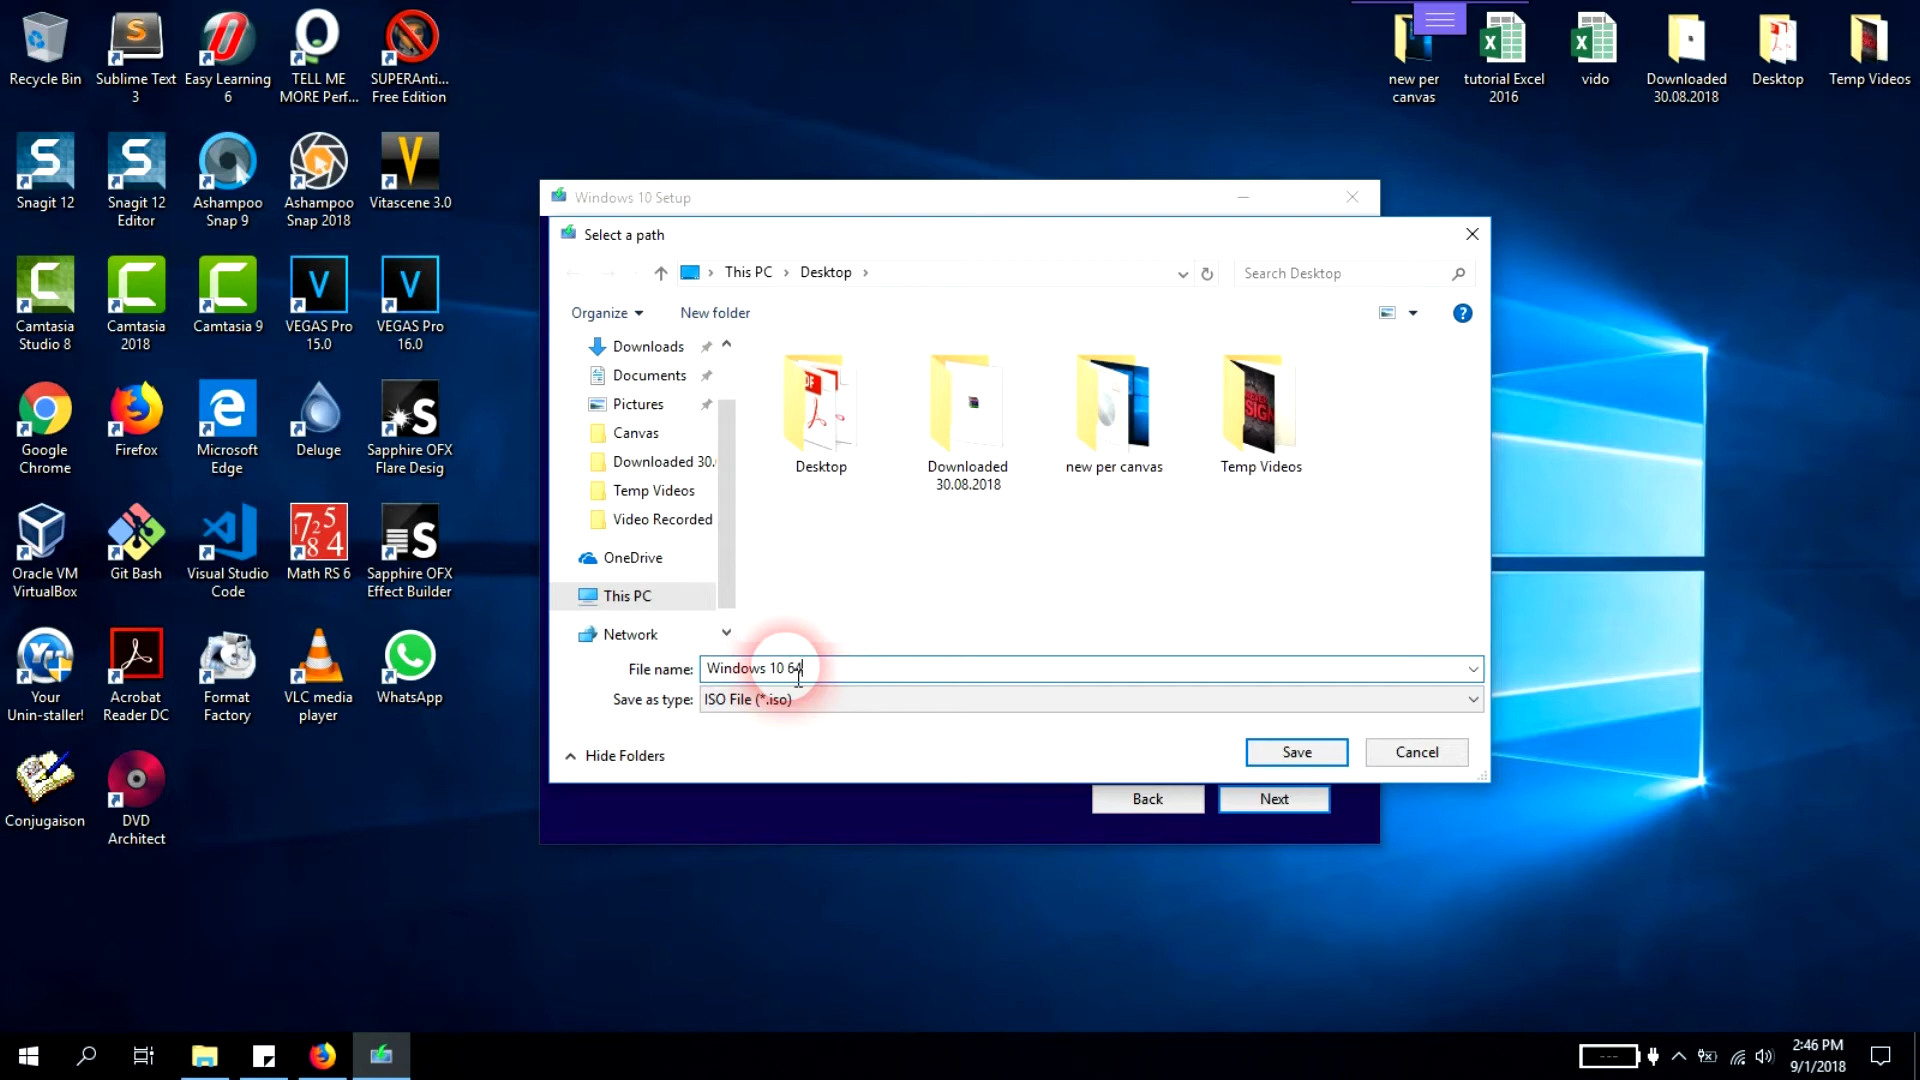 Recycle Bin
Sublime Text
3
Easy Learning
6
TELL ME
MORE Perf...
SUPERAnti...
Free Edition
new per
canvas
tutorial Excel
2016
vido
Downloaded
30.08.2018
Desktop
Temp Videos
Snagit 12
Snagit 12
Editor
Ashampoo
Snap 9
Ashampoo
Snap 2018
Vitascene 3.0
Camtasia
Studio 8
Camtasia
2018
Camtasia 9
VEGAS Pro
15.0
VEGAS Pro
16.0
Google
Chrome
Firefox
Microsoft
Edge
Deluge
Sapphire OFX
Flare Desig
Oracle VM
VirtualBox
Git Bash
Visual Studio
Code
Math RS 6
Sapphire OFX
Effect Builder
Your
Unin-staller!
Acrobat
Reader DC
Format
Factory
VLC media
player
WhatsApp
Conjugaison
DVD
Architect
Windows 10 Setup
Select a path
This PC
Desktop
Search Desktop
Organize
New folder
Downloads
Documents
Pictures
Canvas
Downloaded 30.
Temp Videos
Video Recorded
OneDrive
This PC
Network
Desktop
Downloaded
30.08.2018
new per canvas
Temp Videos
File name: Windows 10 64
Save as type: ISO File (*.iso)
Hide Folders
Save
Cancel
Back
Next
2:46 PM
9/1/2018